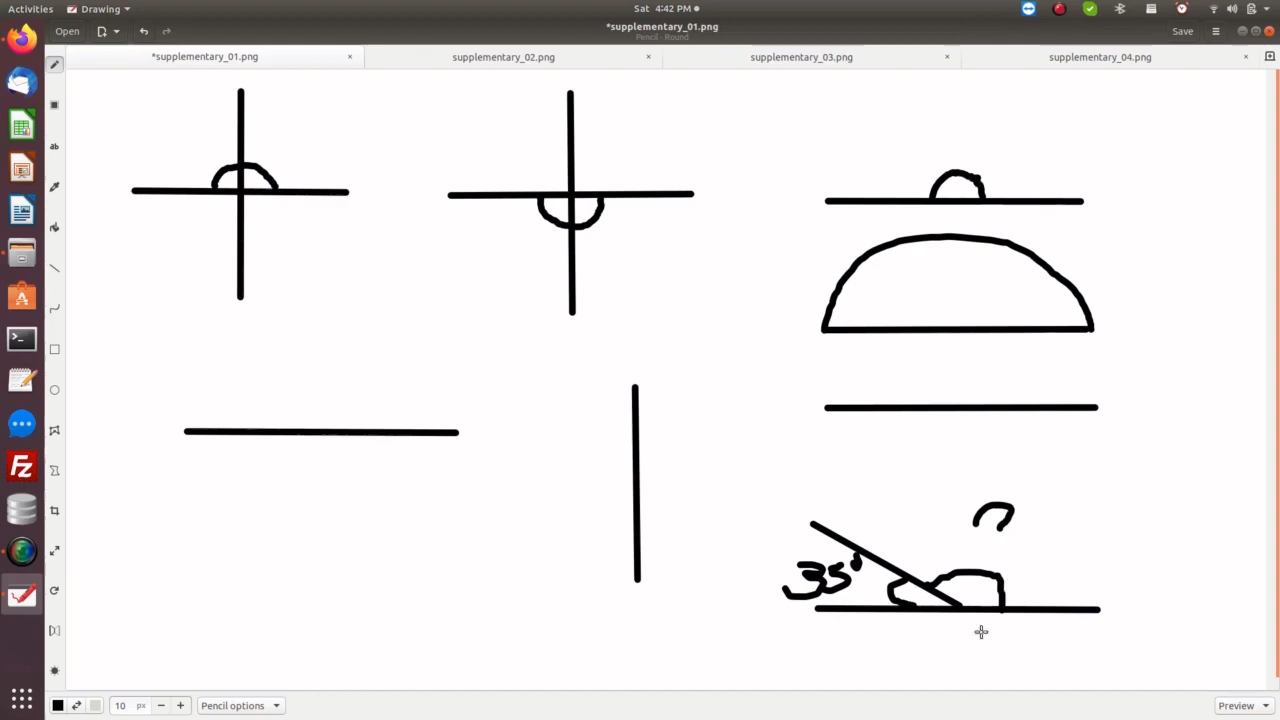 Activities Drawing Sat 4:42 PM
Open *supplementary_01.png Save
Pencil - Round
*supplementary_01.png supplementary_02.png supplementary_03.png supplementary_04.png
35°
10 px Pencil options Preview